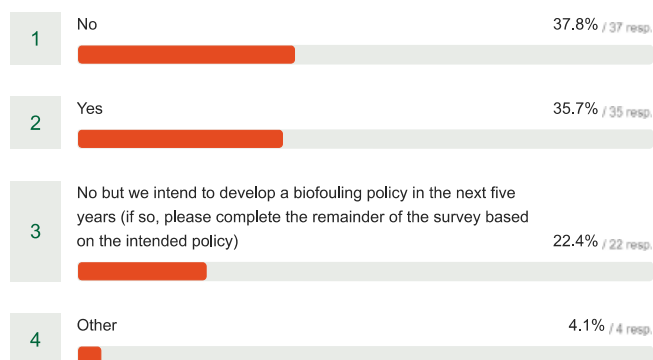 1
No
37.8% / 37 resp.
2
Yes
35.7% / 35 resp.
3
No but we intend to develop a biofouling policy in the next five
years (if so, please complete the remainder of the survey based
on the intended policy)
22.4% / 22 resp.
4
Other
4.1% / 4 resp.